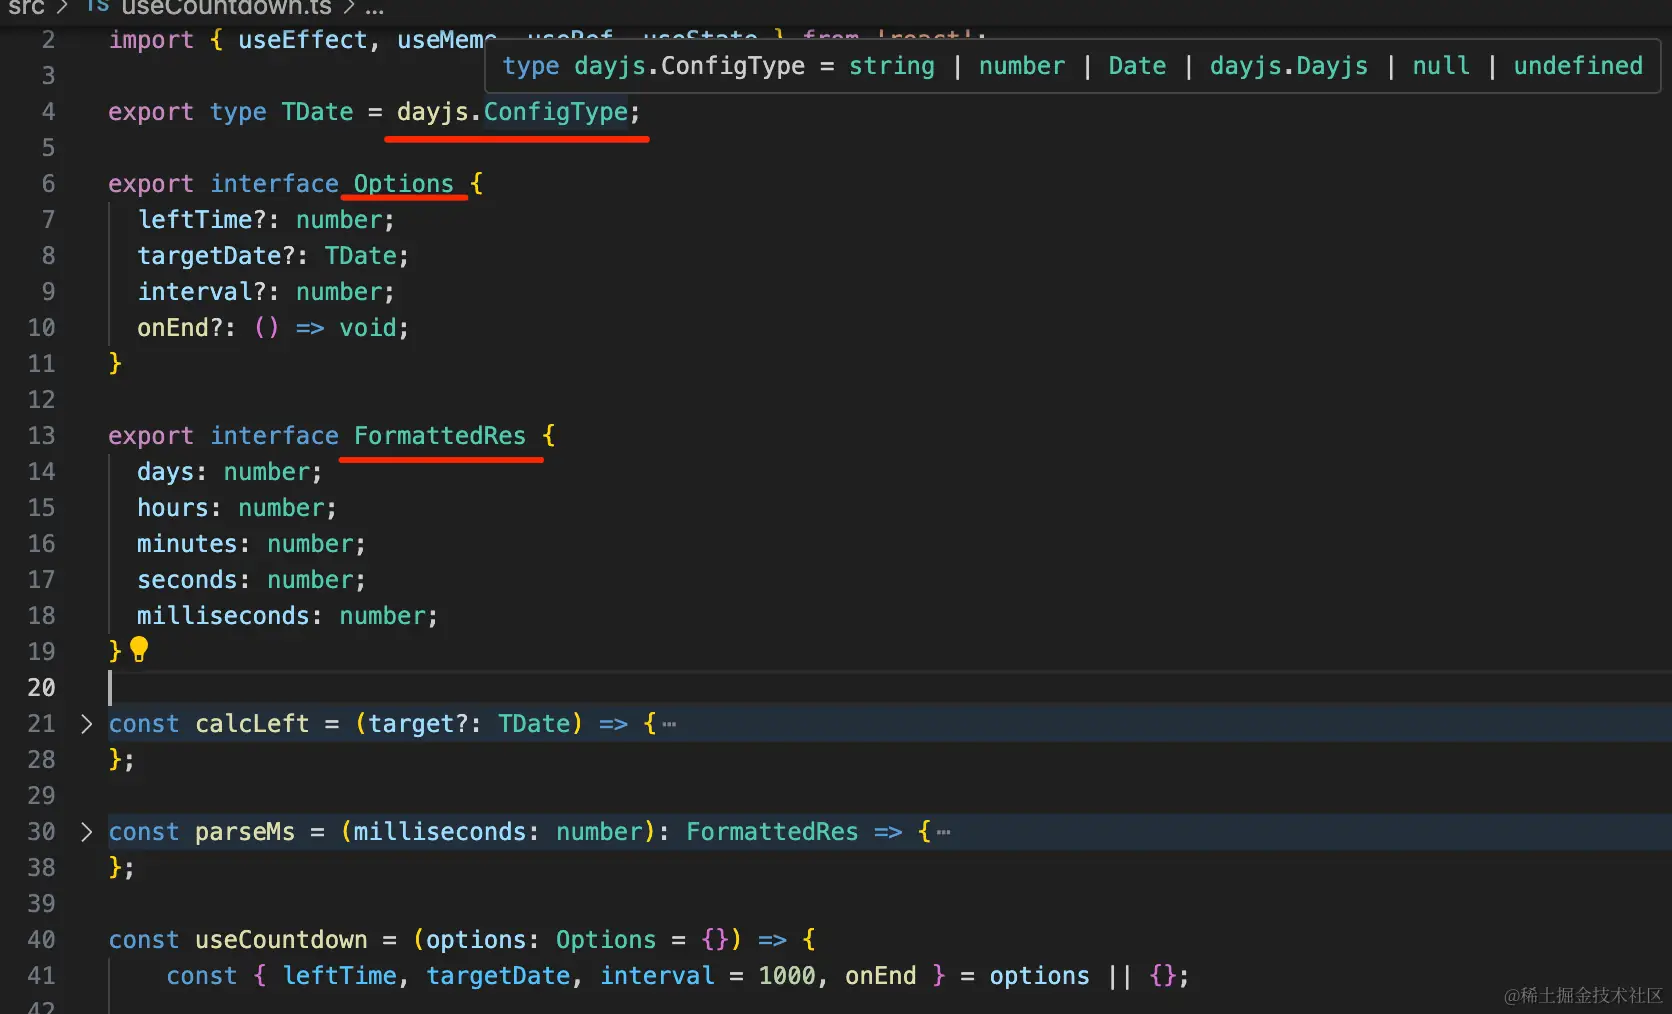 src > TS useCountdown.ts > ...
2 import { useEffect, useMemo, useRef, useState } from 'react';
type dayjs.ConfigType = string | number | Date | dayjs.Dayjs | null | undefined
3
4 export type TDate = dayjs.ConfigType;
5
6 export interface Options {
7 leftTime?: number;
8 targetDate?: TDate;
9 interval?: number;
10 onEnd?: () => void;
11 }
12
13 export interface FormattedRes {
14 days: number;
15 hours: number;
16 minutes: number;
17 seconds: number;
18 milliseconds: number;
19 }
20
21 const calcLeft = (target?: TDate) => {…
28 };
29
30 const parseMs = (milliseconds: number): FormattedRes => {…
38 };
39
40 const useCountdown = (options: Options = {}) => {
41 const { leftTime, targetDate, interval = 1000, onEnd } = options || {};
42
@稀土掘金技术社区